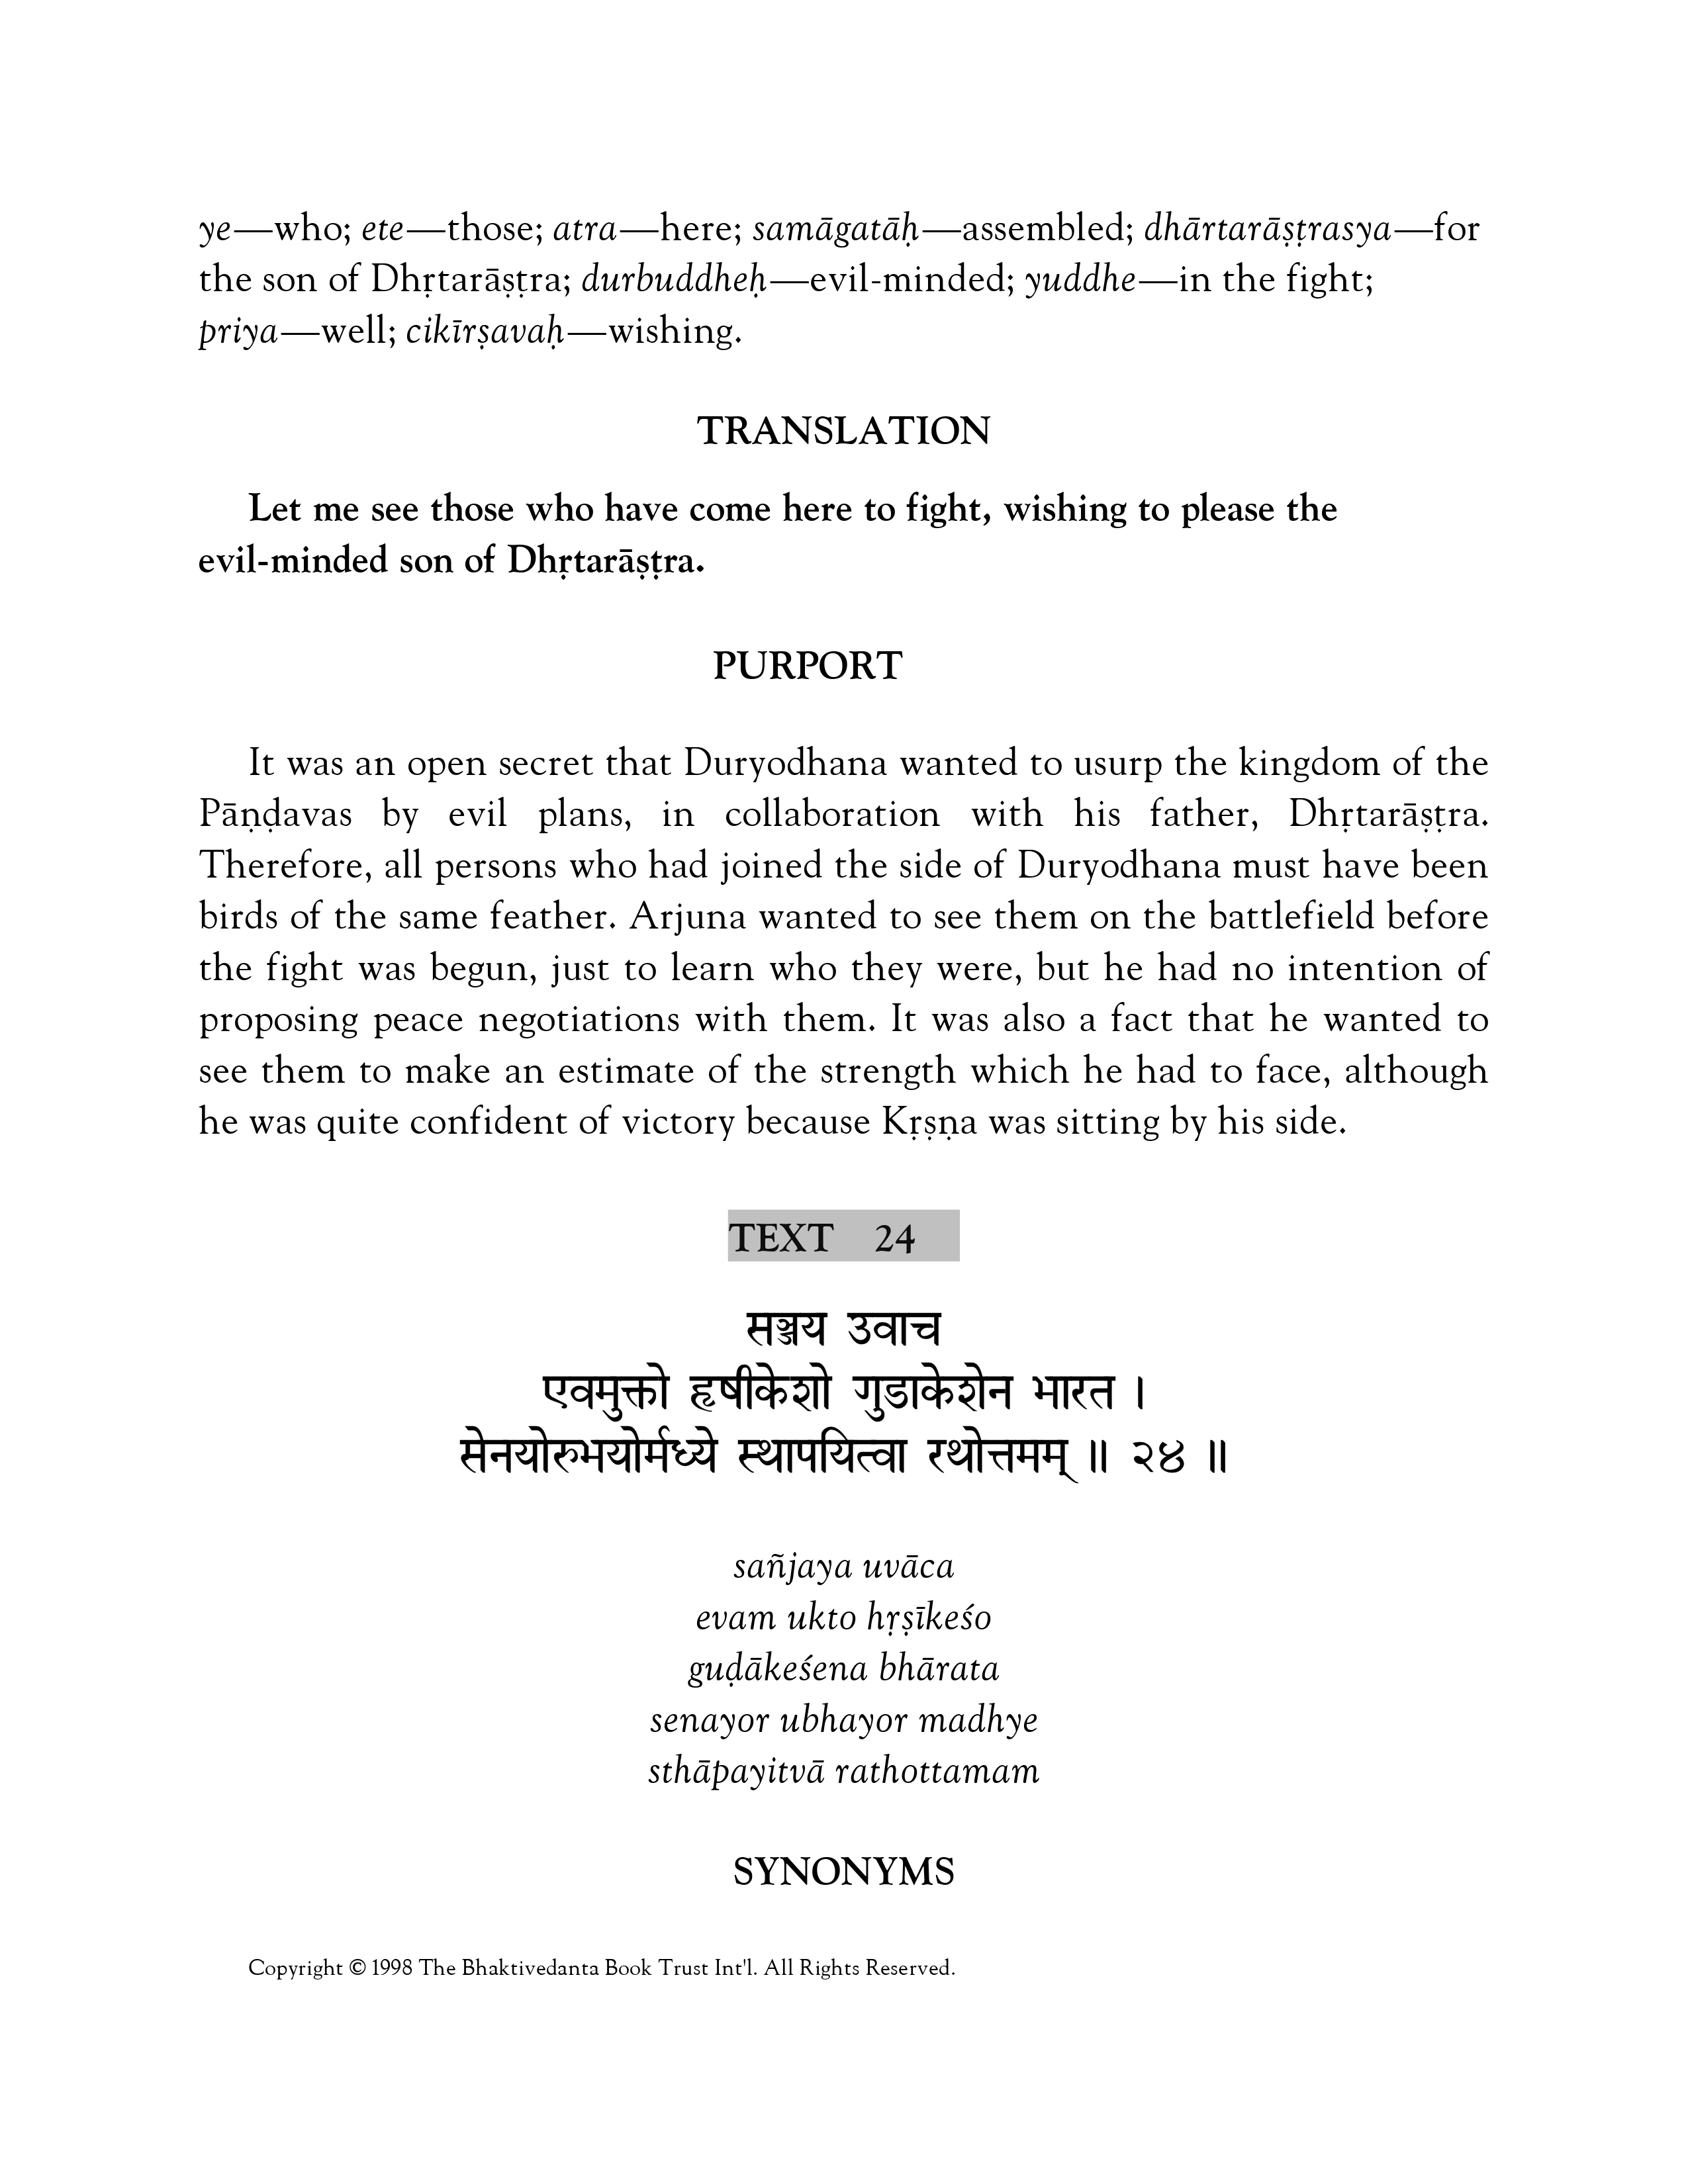 ye—who; ete—those; atra—here; samāgatāḥ—assembled; dhārtarāṣṭrasya—for
the son of Dhṛtarāṣṭra; durbuddheḥ—evil-minded; yuddhe—in the fight;
priya—well; cikīrṣavaḥ—wishing.
TRANSLATION
Let me see those who have come here to fight, wishing to please the
evil-minded son of Dhṛtarāṣṭra.
PURPORT
It was an open secret that Duryodhana wanted to usurp the kingdom of the
Pāṇḍavas by evil plans, in collaboration with his father, Dhṛtarāṣṭra.
Therefore, all persons who had joined the side of Duryodhana must have been
birds of the same feather. Arjuna wanted to see them on the battlefield before
the fight was begun, just to learn who they were, but he had no intention of
proposing peace negotiations with them. It was also a fact that he wanted to
see them to make an estimate of the strength which he had to face, although
he was quite confident of victory because Kṛṣṇa was sitting by his side.
TEXT 24
सञ्जय उवाच
एवमुक्तो हृषीकेशो गुडाकेशेन भारत ।
सेनयोरुभयोर्मध्ये स्थापयित्वा रथोत्तमम् ॥ २४ ॥
sañjaya uvāca
evam ukto hṛṣīkeśo
guḍākeśena bhārata
senayor ubhayor madhye
sthāpayitvā rathottamam
SYNONYMS
Copyright © 1998 The Bhaktivedanta Book Trust Int'l. All Rights Reserved.